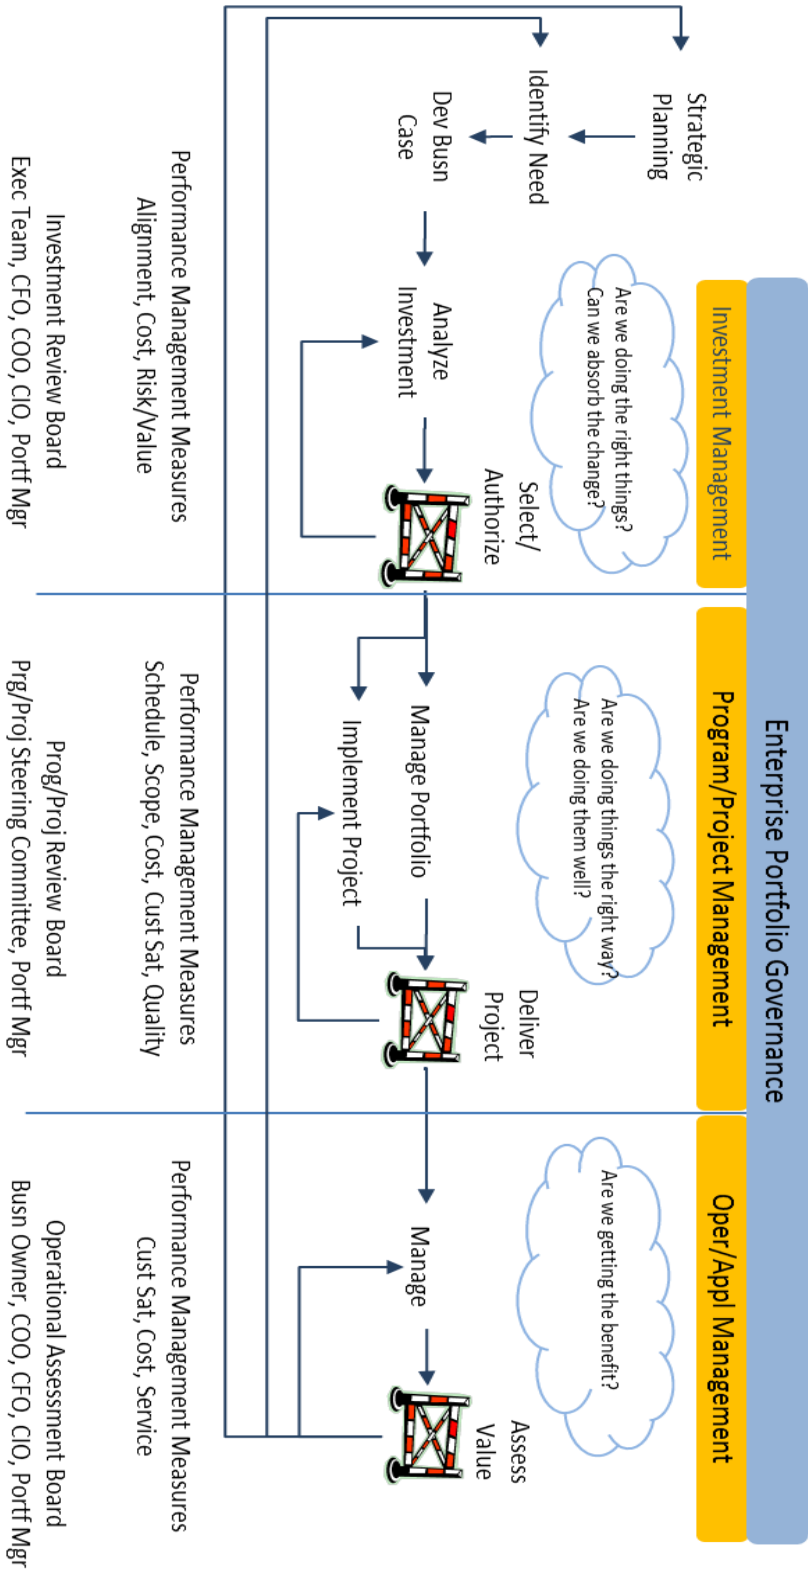 Enterprise Portfolio Governance
Investment Management
Program/Project Management
Oper/Appl Management
Are we doing the right things?
Can we absorb the change?
Are we doing things the right way?
Are we doing them well?
Are we getting the benefit?
Strategic
Planning
Identify Need
Dev Busn
Case
Analyze
Investment
Select/
Authorize
Manage Portfolio
Implement Project
Deliver
Project
Manage
Assess
Value
Performance Management Measures
Alignment, Cost, Risk/Value
Performance Management Measures
Schedule, Scope, Cost, Cust Sat, Quality
Performance Management Measures
Cust Sat, Cost, Service
Investment Review Board
Exec Team, CFO, COO, CIO, Portf Mgr
Prog/Proj Review Board
Prg/Proj Steering Committee, Portf Mgr
Operational Assessment Board
Busn Owner, COO, CFO, CIO, Portf Mgr